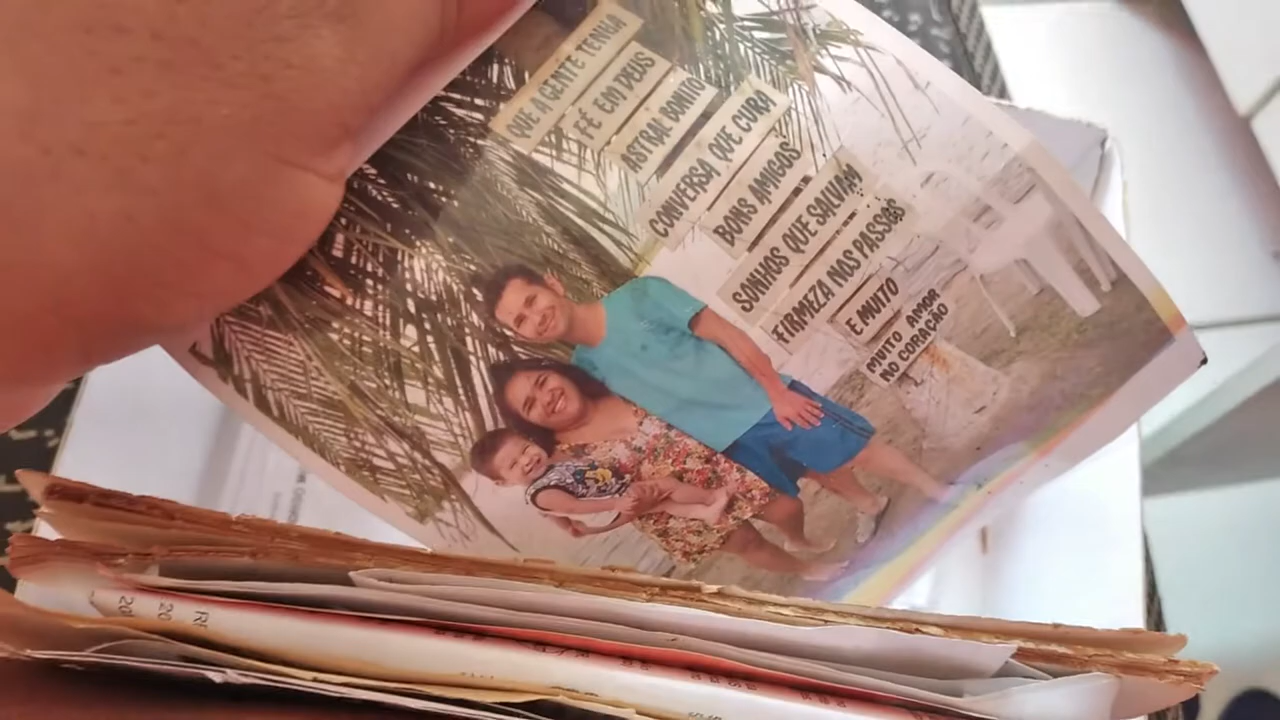 QUE A GENTE TENHA
FÉ EM DEUS
ASTRAL BONITO
CONVERSA QUE CURA
BONS AMIGOS
SONHOS QUE SALVAM
FIRMEZA NOS PASSOS
E MUITO
MUITO AMOR
NO CORAÇÃO